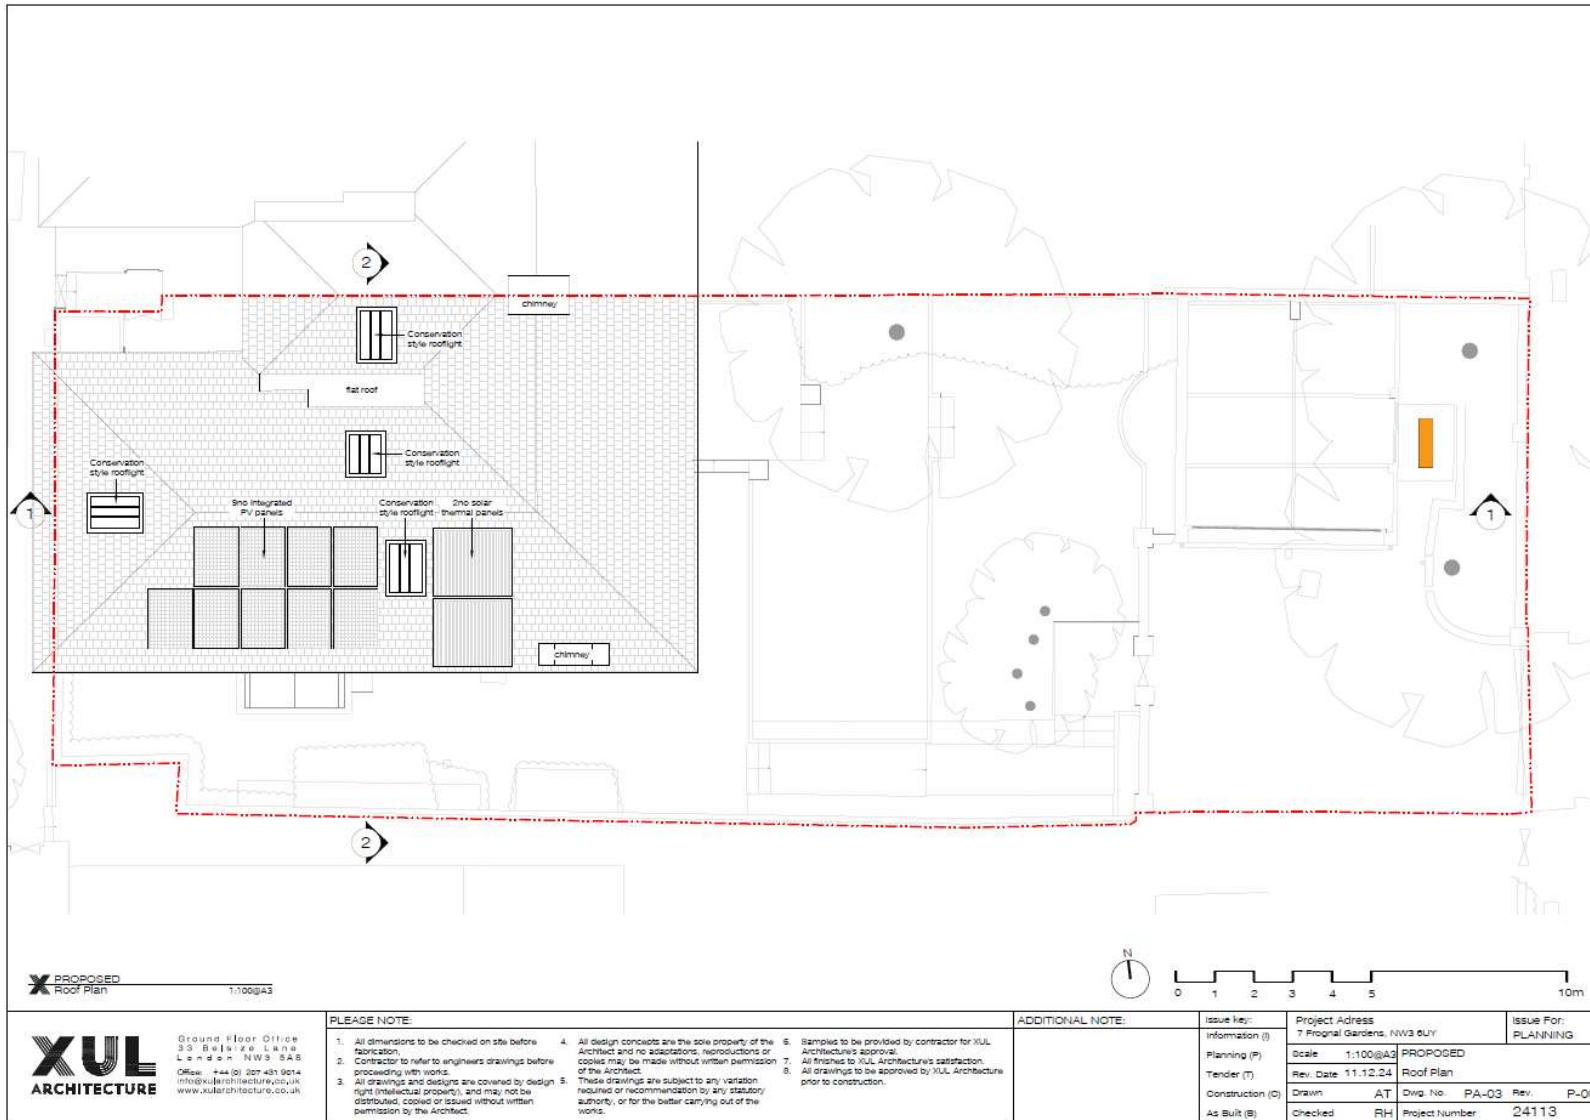 2
chimney
Conservation
style rooflight
flat roof
Conservation
style rooflight
Conservation
style rooflight
9no integrated
PV panels
Conservation
style rooflight
2no solar
thermal panels
1
1
chimney
2
N
0 1 2 3 4 5 10m
X PROPOSED
Roof Plan 1:100@A3
XUL
ARCHITECTURE
Ground Floor Office
33 Belsize Lane
London NW3 5AS
Office: +44 (0) 207 431 9014
info@xularchitecture.co.uk
www.xularchitecture.co.uk
PLEASE NOTE:
1. All dimensions to be checked on site before
fabrication.
2. Contractor to refer to engineers drawings before
proceeding with works.
3. All drawings and designs are covered by design
right (intellectual property), and may not be
distributed, copied or issued without written
permission by the Architect.
4. All design concepts are the sole property of the
Architect and no adaptations, reproductions or
copies may be made without written permission
of the Architect.
5. These drawings are subject to any variation
required or recommendation by any statutory
authority, or for the better carrying out of the
works.
6. Samples to be provided by contractor for XUL
Architecture's approval.
7. All finishes to XUL Architecture's satisfaction.
8. All drawings to be approved by XUL Architecture
prior to construction.
ADDITIONAL NOTE:
Issue key:
Information (I)
Planning (P)
Tender (T)
Construction (C)
As Built (B)
Project Adress
7 Frognal Gardens, NW3 6UY
Issue For:
PLANNING
Scale 1:100@A3
PROPOSED
Rev. Date 11.12.24
Roof Plan
Drawn AT
Dwg. No. PA-03
Rev.
Checked RH
Project Number 24113